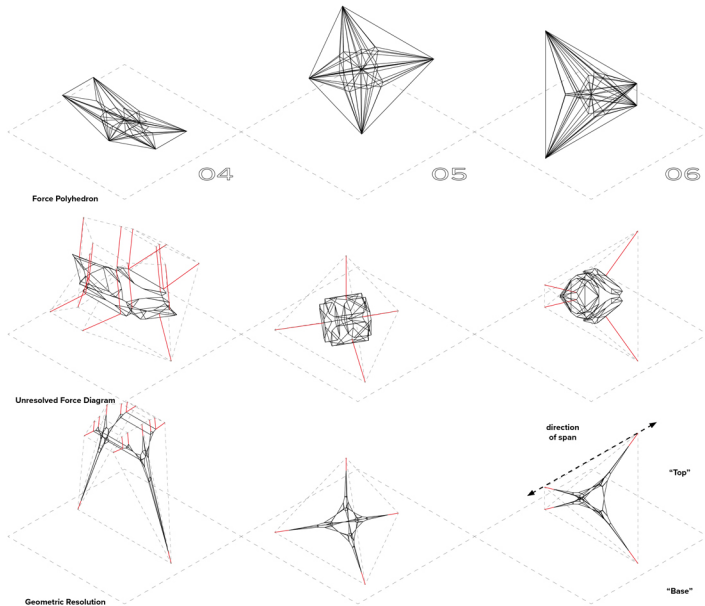 04
05
06
Force Polyhedron
Unresolved Force Diagram
direction
of span
“Top”
“Base”
Geometric Resolution